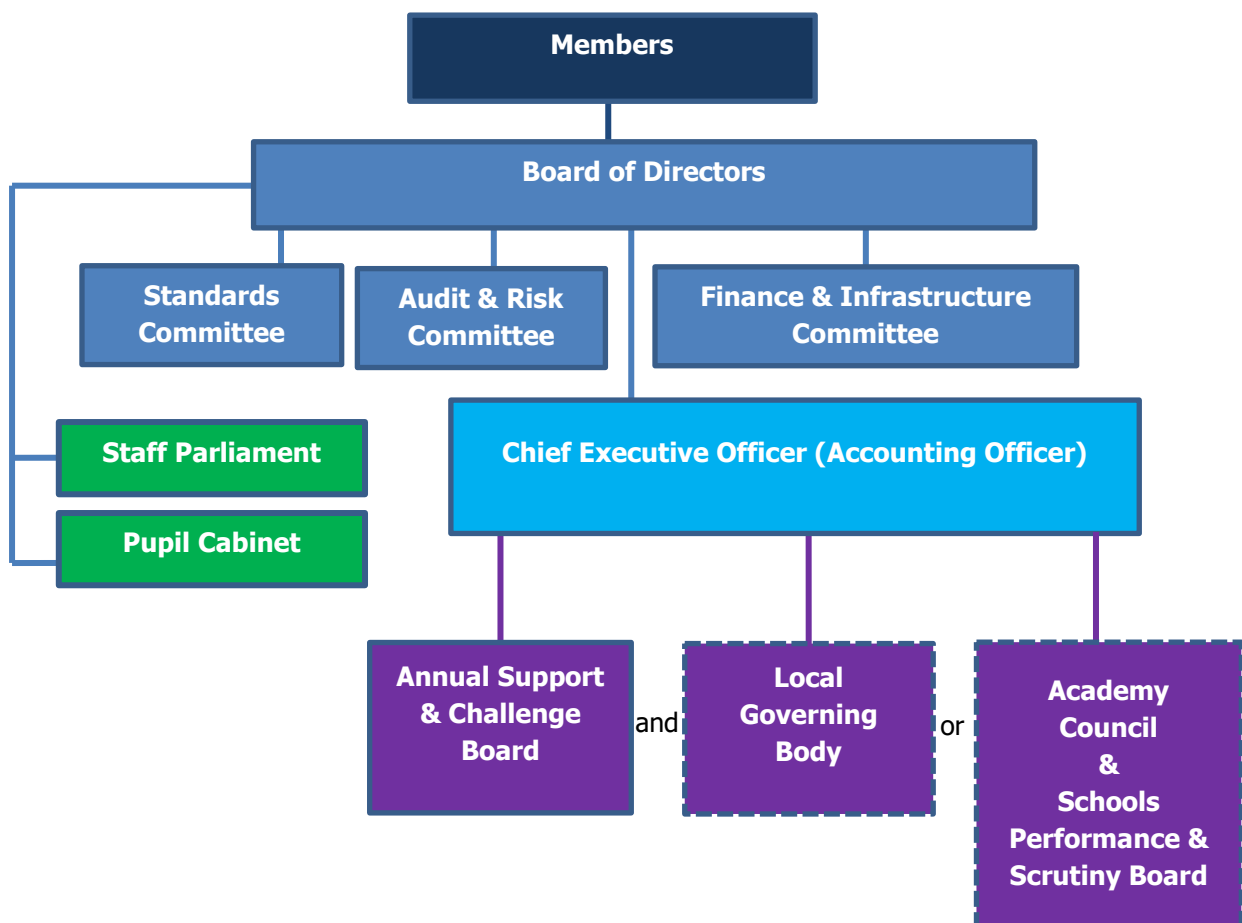 Members
Board of Directors
Standards
Committee
Audit & Risk
Committee
Finance & Infrastructure
Committee
Staff Parliament
Chief Executive Officer (Accounting Officer)
Pupil Cabinet
Annual Support
& Challenge
Board
and
Local
Governing
Body
or
Academy
Council
&
Schools
Performance &
Scrutiny Board